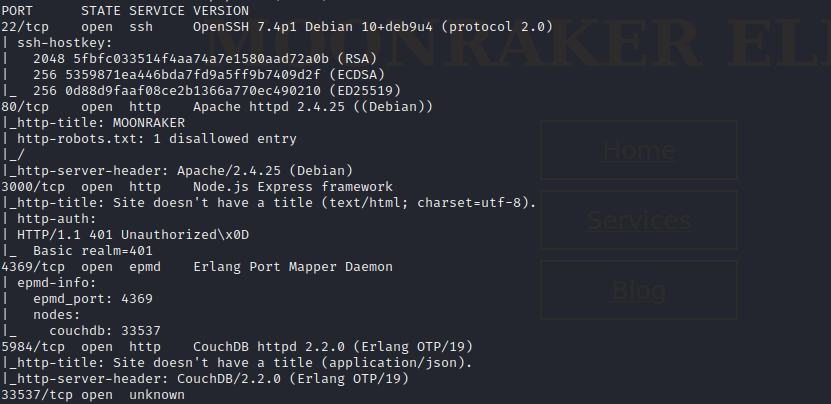 MOONRAKER EL
PORT      STATE SERVICE VERSION
22/tcp    open  ssh     OpenSSH 7.4p1 Debian 10+deb9u4 (protocol 2.0)
| ssh-hostkey:
|   2048 5fbfc033514f4aa74a7e1580aad72a0b (RSA)
|   256 5359871ea446bda7fd9a5ff9b7409d2f (ECDSA)
|_  256 0d88d9faaf08ce2b1366a770ec490210 (ED25519)
80/tcp    open  http    Apache httpd 2.4.25 ((Debian))
|_http-title: MOONRAKER
| http-robots.txt: 1 disallowed entry
|_/
|_http-server-header: Apache/2.4.25 (Debian)
3000/tcp  open  http    Node.js Express framework
|_http-title: Site doesn't have a title (text/html; charset=utf-8).
| http-auth:
| HTTP/1.1 401 Unauthorized\x0D
|_  Basic realm=401
4369/tcp  open  epmd    Erlang Port Mapper Daemon
| epmd-info:
|   epmd_port: 4369
|   nodes:
|_    couchdb: 33537
5984/tcp  open  http    CouchDB httpd 2.2.0 (Erlang OTP/19)
|_http-title: Site doesn't have a title (application/json).
|_http-server-header: CouchDB/2.2.0 (Erlang OTP/19)
33537/tcp open  unknown
Home
Services
Blog